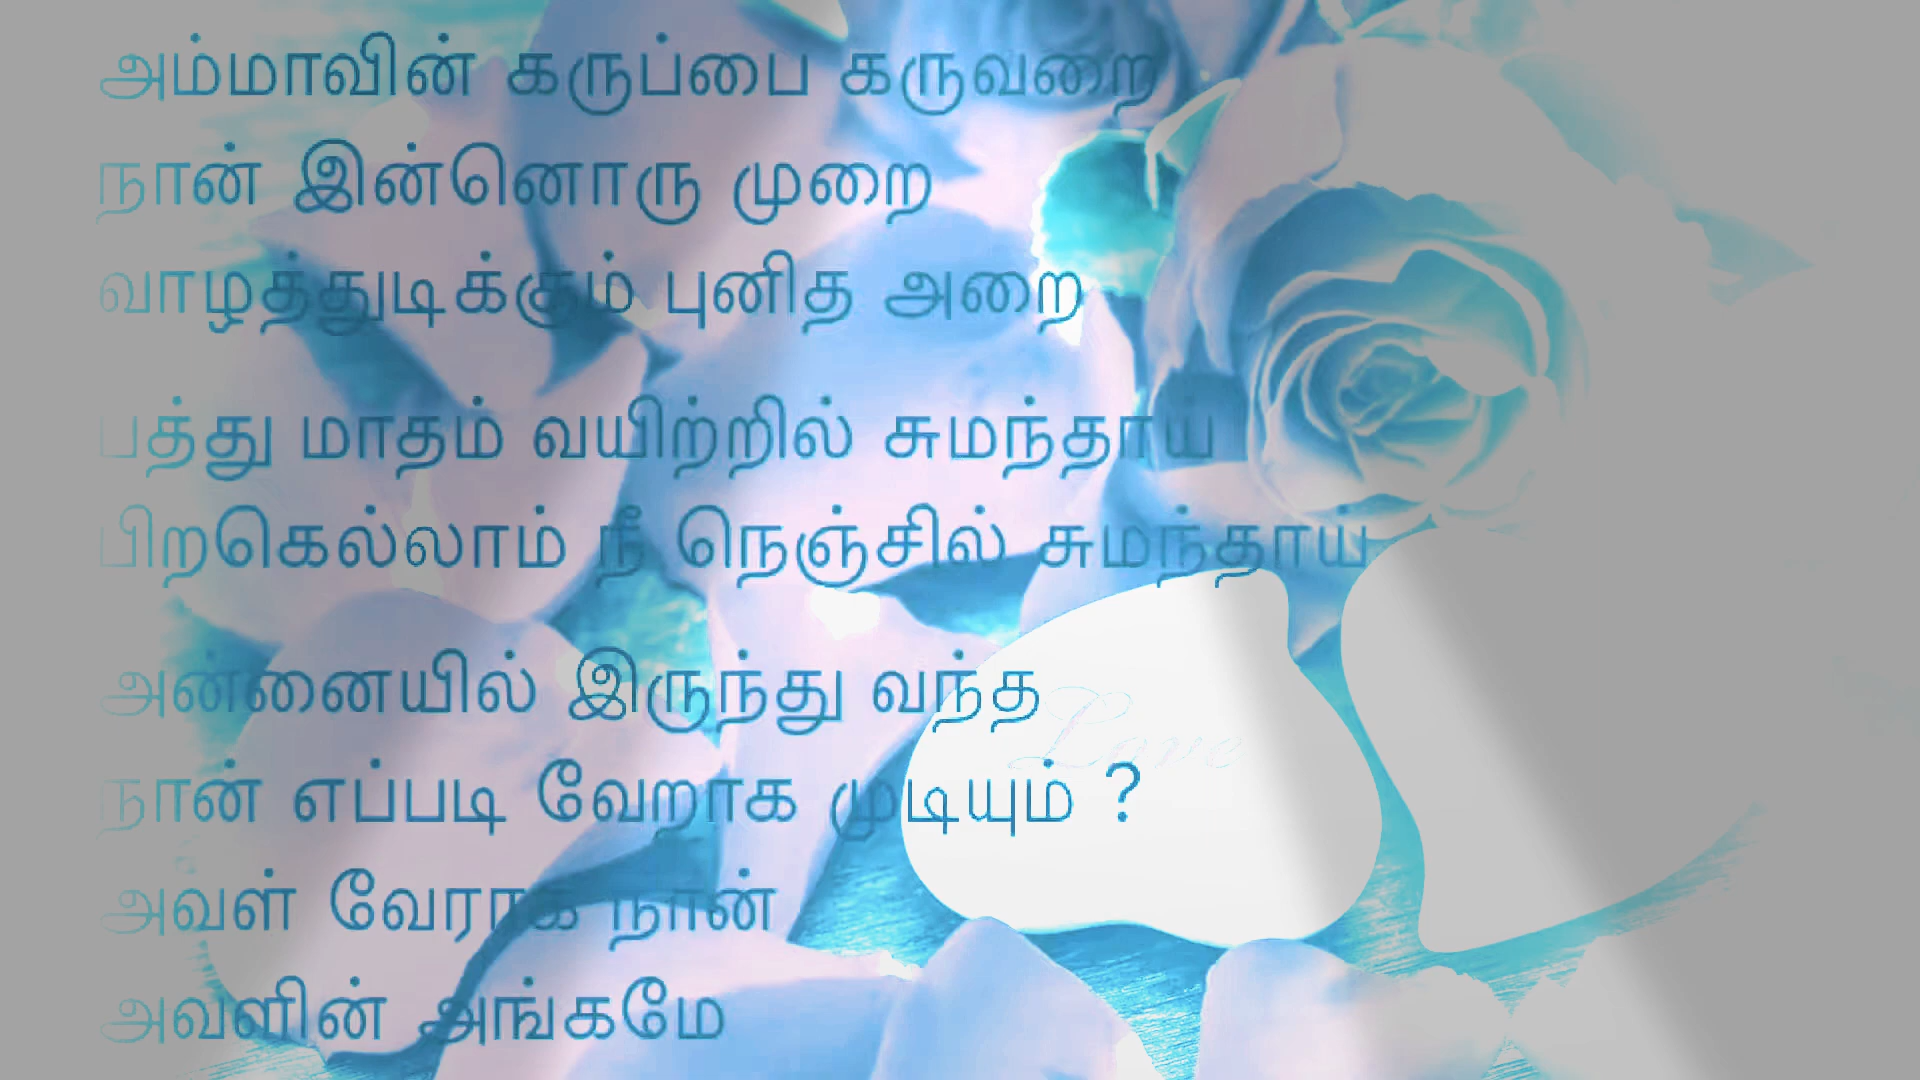 அம்மாவின் கருப்பை கருவறை
நான் இன்னொரு முறை
வாழத்துடிக்கும் புனித அறை
பத்து மாதம் வயிற்றில் சுமந்தாய்
பிறகெல்லாம் நீ நெஞ்சில் சுமந்தாய்
அன்னையில் இருந்து வந்த
Love
நான் எப்படி வேறாக முடியும் ?
அவள் வேராக நான்
அவளின் அங்கமே